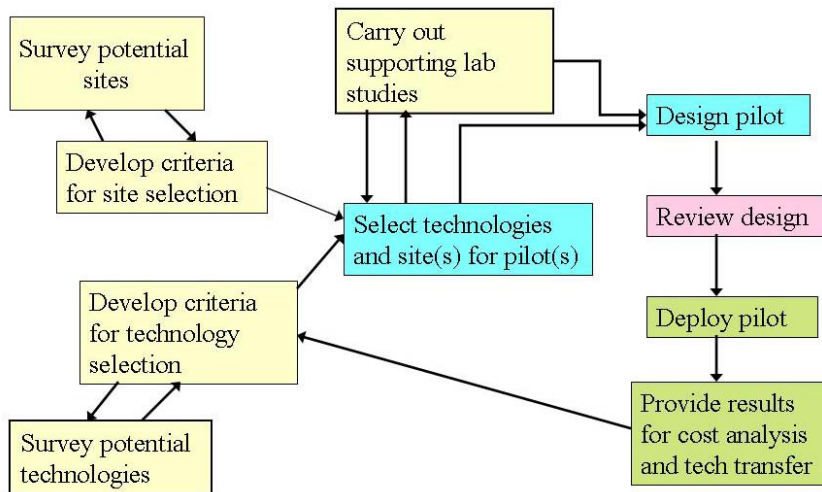 Survey potential
sites
Carry out
supporting lab
studies
Design pilot
Develop criteria
for site selection
Review design
Select technologies
and site(s) for pilot(s)
Develop criteria
for technology
selection
Deploy pilot
Provide results
for cost analysis
and tech transfer
Survey potential
technologies